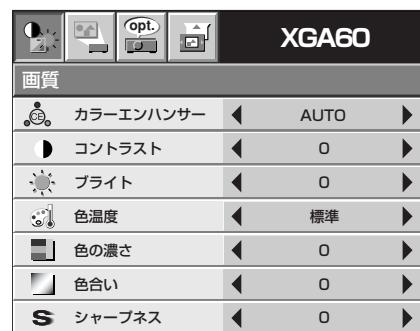 opt. XGA60
画質
CE カラーエンハンサー AUTO
コントラスト 0
ブライト 0
色温度 標準
色の濃さ 0
色合い 0
S シャープネス 0